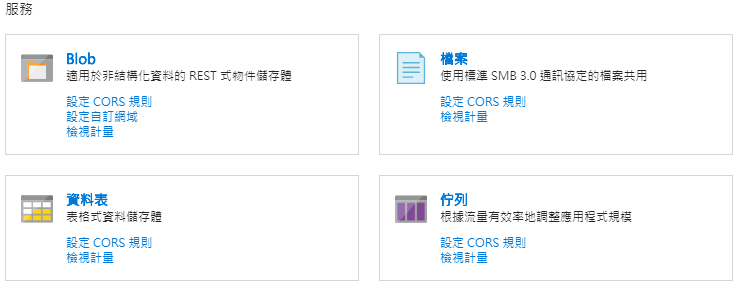 服務
Blob
適用於非結構化資料的 REST 式物件儲存體
設定 CORS 規則
設定自訂網域
檢視計量
檔案
使用標準 SMB 3.0 通訊協定的檔案共用
設定 CORS 規則
檢視計量
資料表
表格式資料儲存體
設定 CORS 規則
檢視計量
佇列
根據流量有效率地調整應用程式規模
設定 CORS 規則
檢視計量